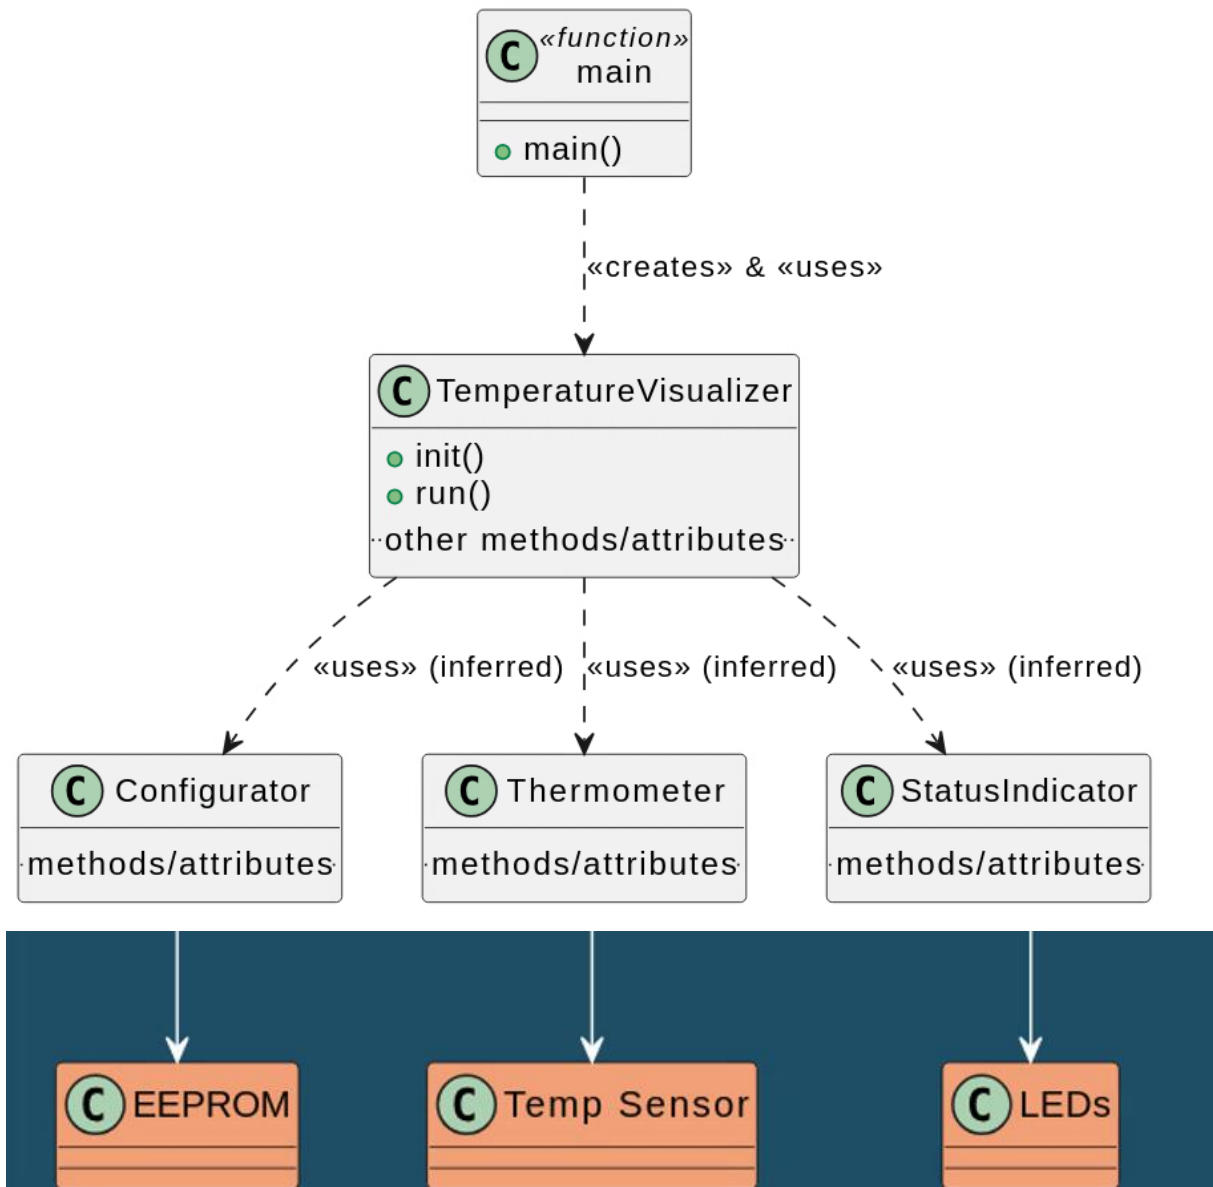 C «function»
main
main()
«creates» & «uses»
C TemperatureVisualizer
init()
run()
other methods/attributes
«uses» (inferred) «uses» (inferred) «uses» (inferred)
C Configurator C Thermometer C StatusIndicator
methods/attributes methods/attributes methods/attributes
C EEPROM C Temp Sensor C LEDs